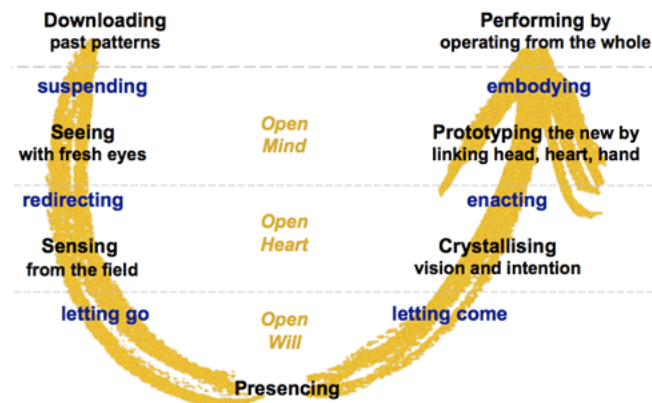 Downloading
past patterns
Performing by
operating from the whole
suspending
embodying
Seeing
with fresh eyes
Open
Mind
Prototyping the new by
linking head, heart, hand
redirecting
enacting
Sensing
from the field
Open
Heart
Crystallising
vision and intention
letting go
Open
Will
letting come
Presencing